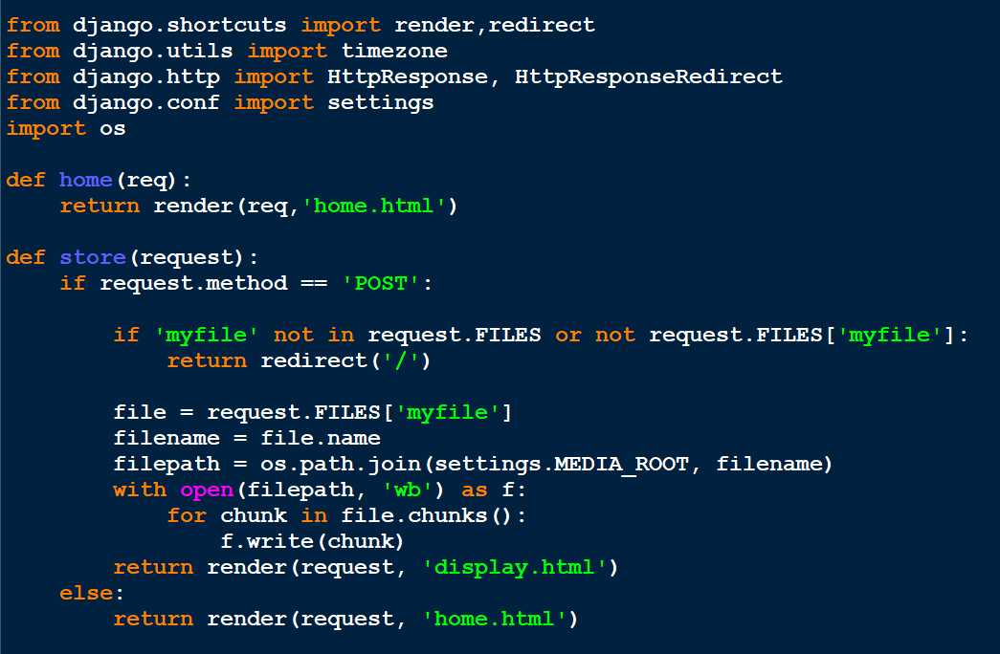 from django.shortcuts import render,redirect
from django.utils import timezone
from django.http import HttpResponse, HttpResponseRedirect
from django.conf import settings
import os

def home(req):
    return render(req,'home.html')

def store(request):
    if request.method == 'POST':

        if 'myfile' not in request.FILES or not request.FILES['myfile']:
            return redirect('/')

        file = request.FILES['myfile']
        filename = file.name
        filepath = os.path.join(settings.MEDIA_ROOT, filename)
        with open(filepath, 'wb') as f:
            for chunk in file.chunks():
                f.write(chunk)
        return render(request, 'display.html')
    else:
        return render(request, 'home.html')